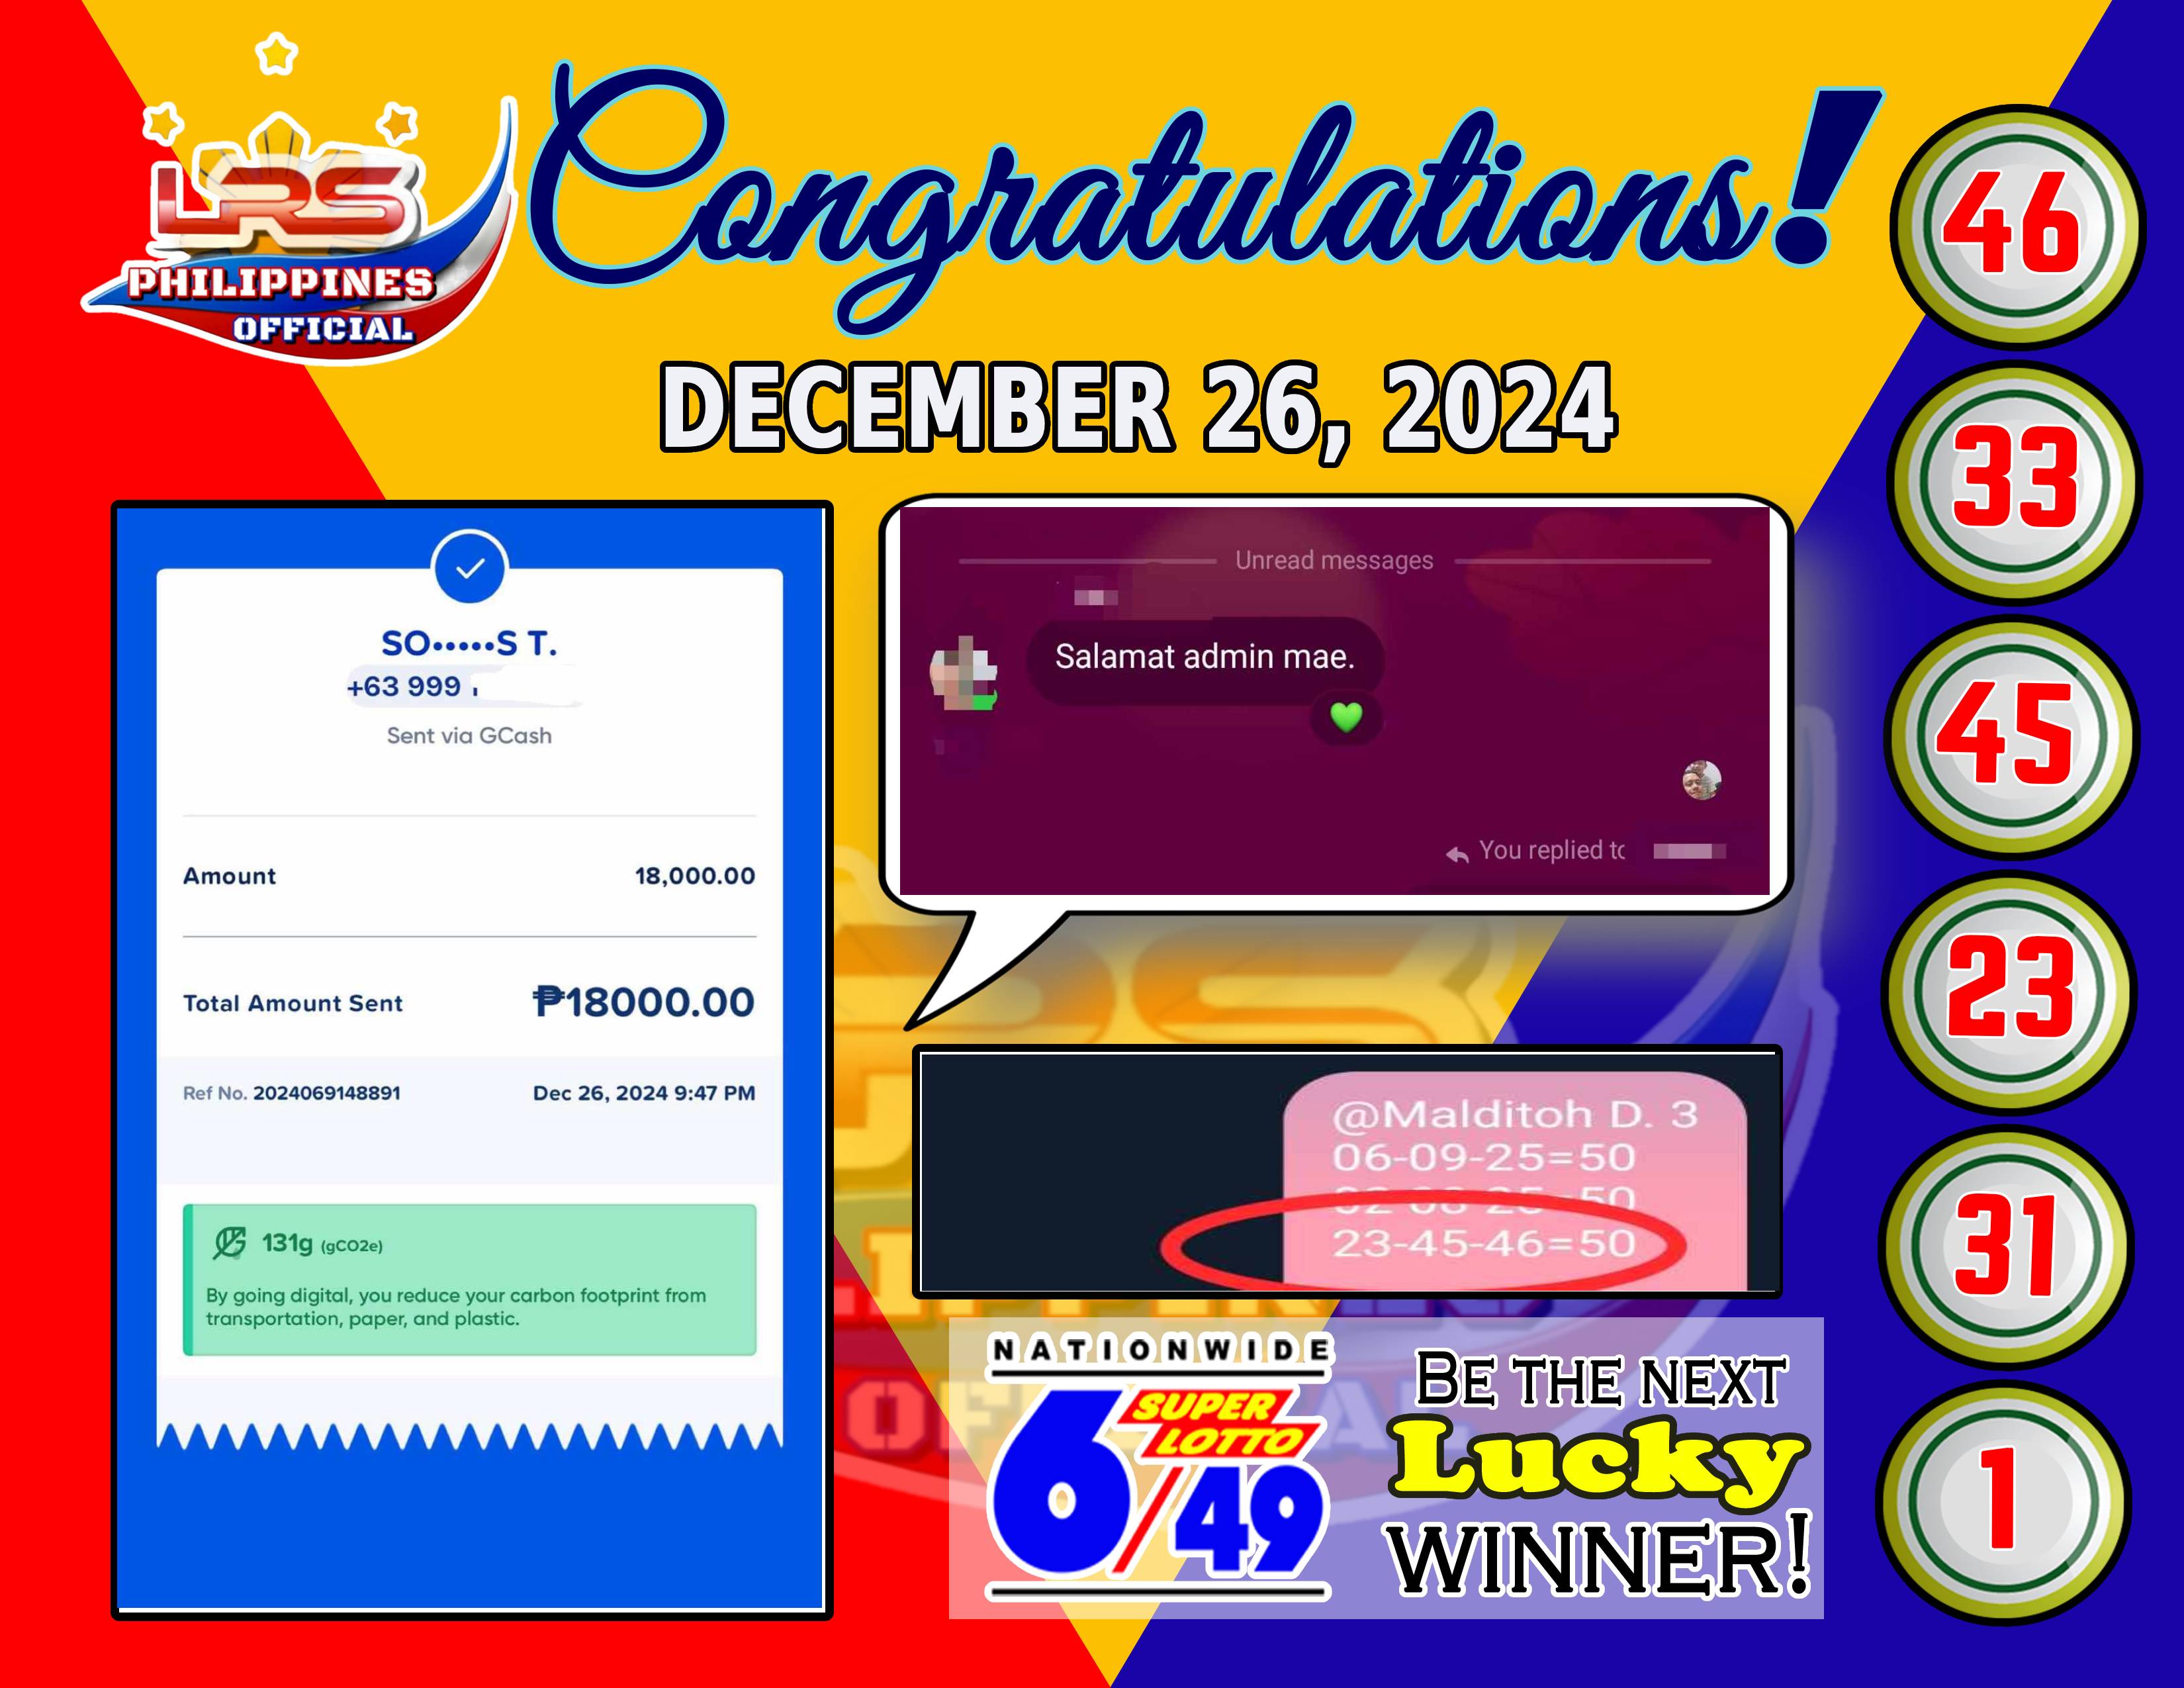 LRS
PHILIPPINES
OFFICIAL
Congratulations!
DECEMBER 26, 2024
SO•••••S T.
+63 999
Sent via GCash
Amount 18,000.00
Total Amount Sent ₱18000.00
Ref No. 2024069148891 Dec 26, 2024 9:47 PM
131g (gCO2e)
By going digital, you reduce your carbon footprint from
transportation, paper, and plastic.
Unread messages
Salamat admin mae.
You replied to
@Malditoh D. 3
06-09-25=50
23-45-46=50
NATIONWIDE
SUPER
LOTTO
6/49
BE THE NEXT
Lucky
WINNER!
46
33
45
23
31
1